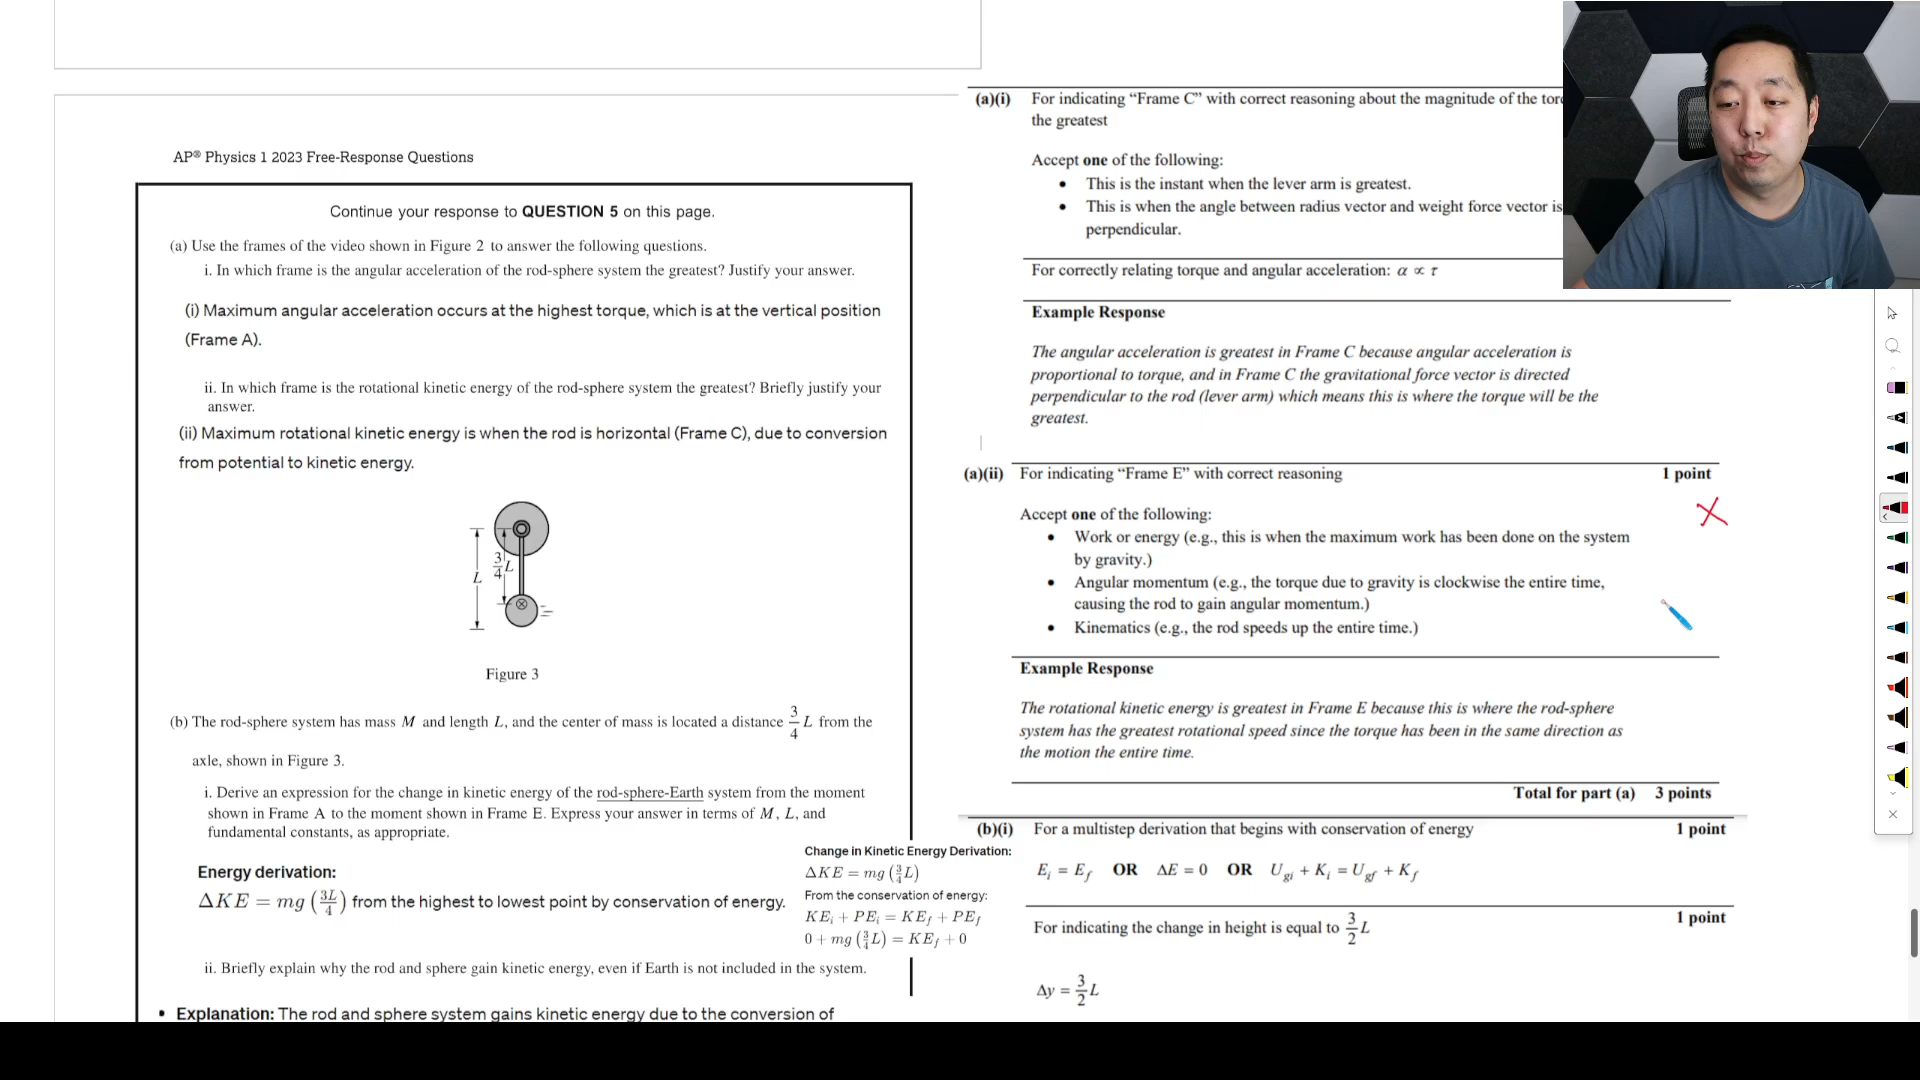 AP® Physics 1 2023 Free-Response Questions
Continue your response to QUESTION 5 on this page.
(a) Use the frames of the video shown in Figure 2 to answer the following questions.
i. In which frame is the angular acceleration of the rod-sphere system the greatest? Justify your answer.
(i) Maximum angular acceleration occurs at the highest torque, which is at the vertical position
(Frame A).
ii. In which frame is the rotational kinetic energy of the rod-sphere system the greatest? Briefly justify your
answer.
(ii) Maximum rotational kinetic energy is when the rod is horizontal (Frame C), due to conversion
from potential to kinetic energy.
L
3/4 L
Figure 3
(b) The rod-sphere system has mass M and length L, and the center of mass is located a distance 3/4 L from the
axle, shown in Figure 3.
i. Derive an expression for the change in kinetic energy of the rod-sphere-Earth system from the moment
shown in Frame A to the moment shown in Frame E. Express your answer in terms of M, L, and
fundamental constants, as appropriate.
Energy derivation:
ΔKE = mg (3L/4) from the highest to lowest point by conservation of energy.
Change in Kinetic Energy Derivation:
ΔKE = mg (3/4 L)
From the conservation of energy:
KEi + PEi = KEf + PEf
0 + mg (3/4 L) = KEf + 0
ii. Briefly explain why the rod and sphere gain kinetic energy, even if Earth is not included in the system.
• Explanation: The rod and sphere system gains kinetic energy due to the conversion of
(a)(i) For indicating “Frame C” with correct reasoning about the magnitude of the
the greatest
Accept one of the following:
• This is the instant when the lever arm is greatest.
• This is when the angle between radius vector and weight force vector is
perpendicular.
For correctly relating torque and angular acceleration: α ∝ τ
Example Response
The angular acceleration is greatest in Frame C because angular acceleration is
proportional to torque, and in Frame C the gravitational force vector is directed
perpendicular to the rod (lever arm) which means this is where the torque will be the
greatest.
(a)(ii) For indicating “Frame E” with correct reasoning 1 point
Accept one of the following:
• Work or energy (e.g., this is when the maximum work has been done on the system
by gravity.)
• Angular momentum (e.g., the torque due to gravity is clockwise the entire time,
causing the rod to gain angular momentum.)
• Kinematics (e.g., the rod speeds up the entire time.)
Example Response
The rotational kinetic energy is greatest in Frame E because this is where the rod-sphere
system has the greatest rotational speed since the torque has been in the same direction as
the motion the entire time.
Total for part (a) 3 points
(b)(i) For a multistep derivation that begins with conservation of energy 1 point
Ei = Ef OR ΔE = 0 OR Ugi + Ki = Ugf + Kf
For indicating the change in height is equal to 3/2 L 1 point
Δy = 3/2 L